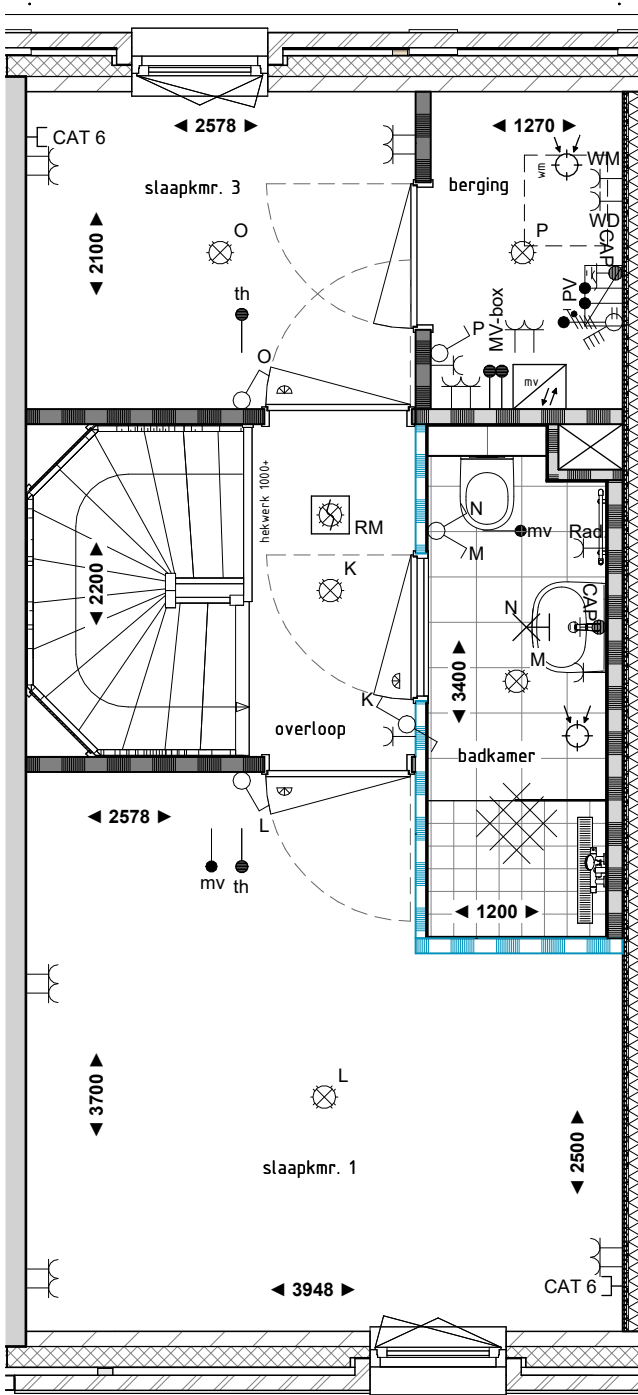 2578
1270
CAT 6
WM
wm
slaapkmr. 3
berging
WD
O
P
CAP
2100
th
PV
MV-box
P
O
mv
hekwerk 1000+
N
RM
mv
Rad
M
K
2200
N
CAP
M
3400
K
overloop
badkamer
2578
L
mv
th
1200
3700
L
2500
slaapkmr. 1
3948
CAT 6